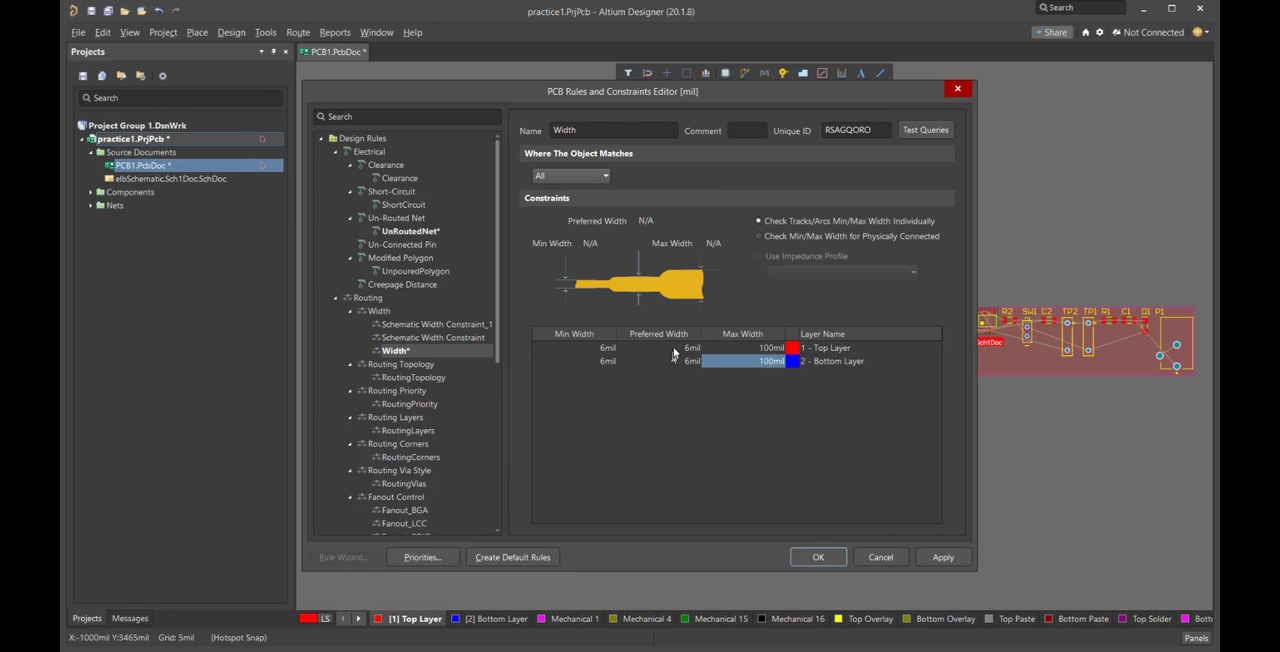 practice1.PrjPcb - Altium Designer (20.1.8)
Search
File Edit View Project Place Design Tools Route Reports Window Help
Share
Not Connected
Projects
PCB1.PcbDoc *
Search
Project Group 1.DsnWrk
practice1.PrjPcb *
Source Documents
PCB1.PcbDoc *
elbSchematic.Sch1Doc.SchDoc
Components
Nets
PCB Rules and Constraints Editor [mil]
Search
Design Rules
Electrical
Clearance
Clearance
Short-Circuit
ShortCircuit
Un-Routed Net
UnRoutedNet*
Un-Connected Pin
Modified Polygon
UnpouredPolygon
Creepage Distance
Routing
Width
Schematic Width Constraint_1
Schematic Width Constraint
Width*
Routing Topology
RoutingTopology
Routing Priority
RoutingPriority
Routing Layers
RoutingLayers
Routing Corners
RoutingCorners
Routing Via Style
RoutingVias
Fanout Control
Fanout_BGA
Fanout_LCC
Name Width Comment Unique ID RSAGQORO Test Queries
Where The Object Matches
All
Constraints
Preferred Width N/A
Min Width N/A Max Width N/A
Check Tracks/Arcs Min/Max Width Individually
Check Min/Max Width for Physically Connected
Use Impedance Profile
Min Width Preferred Width Max Width Layer Name
6mil 6mil 100mil 1 - Top Layer
6mil 6mil 100mil 2 - Bottom Layer
Rule Wizard... Priorities... Create Default Rules OK Cancel Apply
R2 SW1 C2 TP2 TP1 R1 C1 D1 P1
Sch1Doc
Projects Messages
LS [1] Top Layer [2] Bottom Layer Mechanical 1 Mechanical 4 Mechanical 15 Mechanical 16 Top Overlay Bottom Overlay Top Paste Bottom Paste Top Solder Botto
X:-1000mil Y:3465mil Grid: 5mil (Hotspot Snap)
Panels